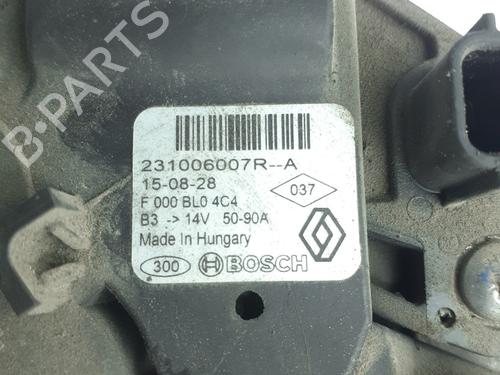 231006007R--A
15-08-28
037
F 000 BL0 4C4
B3 -> 14V 50-90A
Made In Hungary
300 BOSCH
B-PARTS